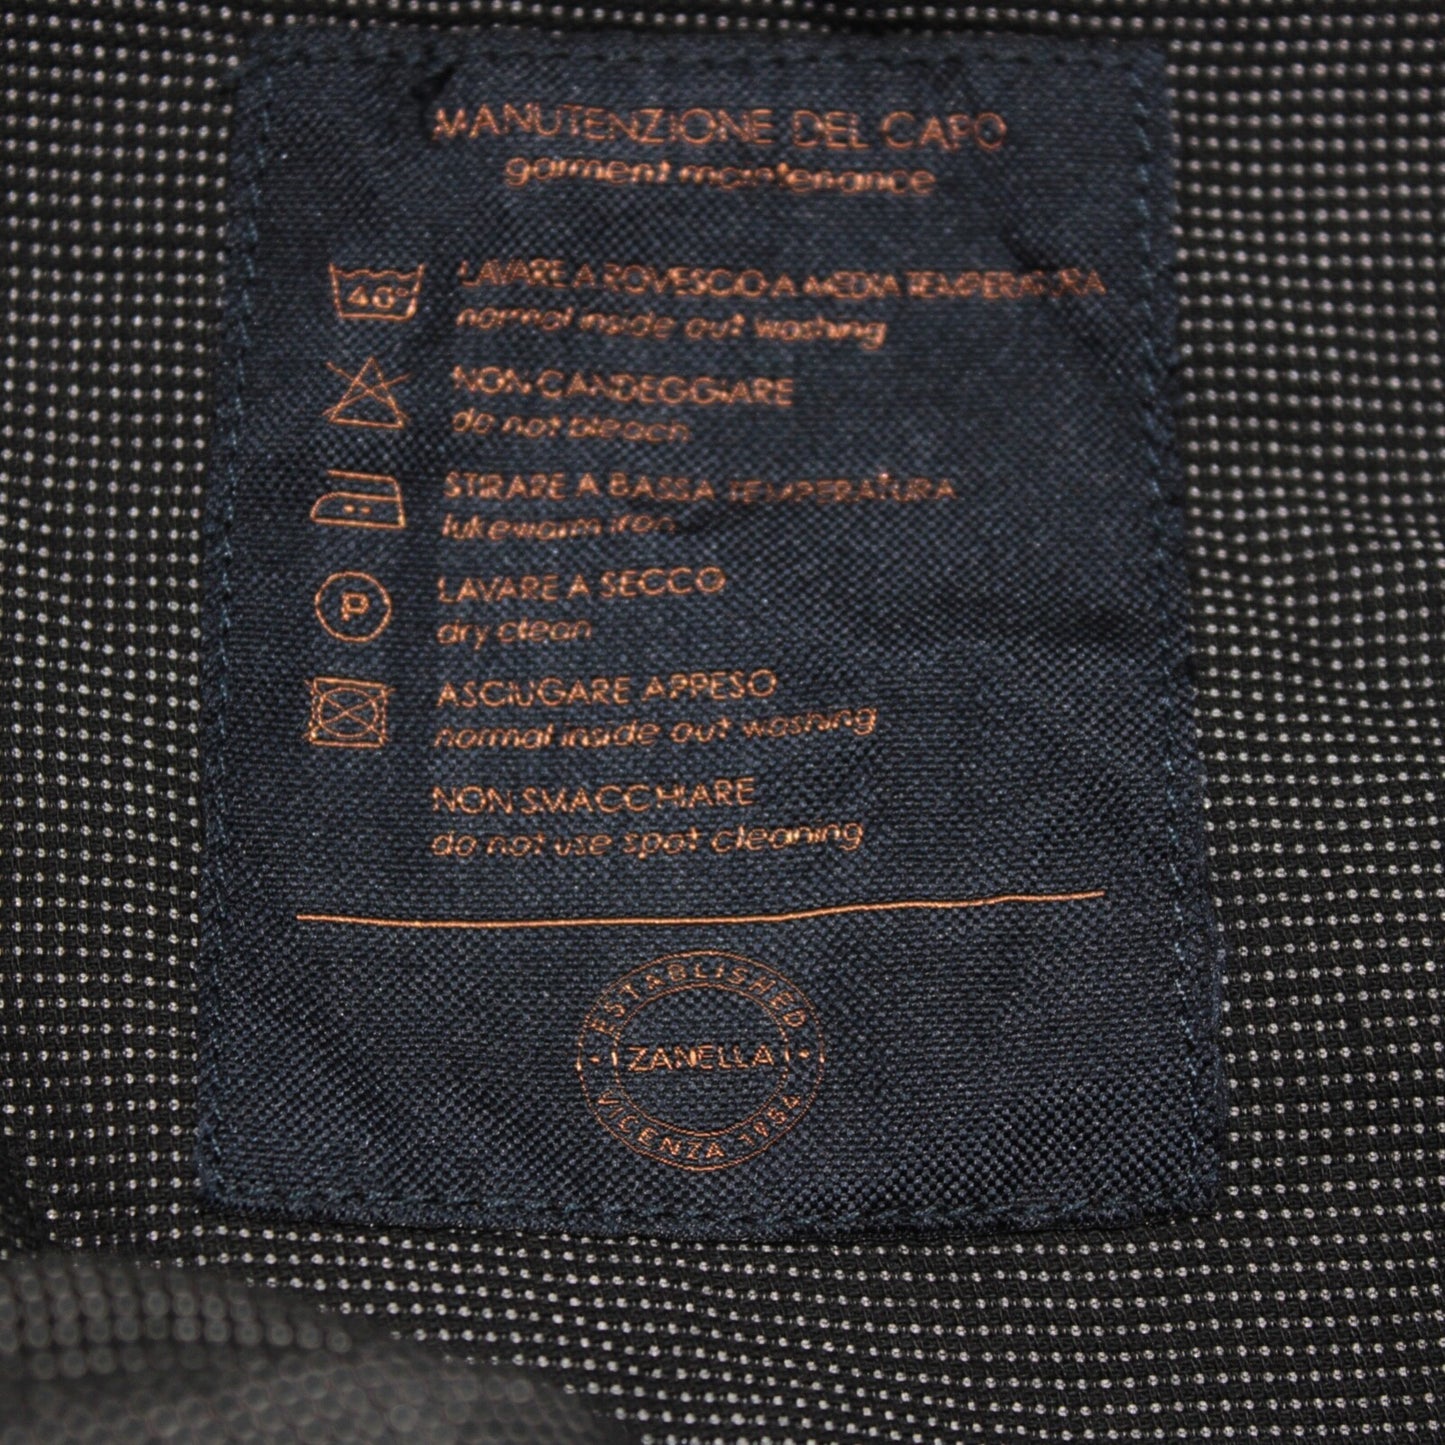 MANUTENZIONE DEL CAPO
garment maintenance
40°
LAVARE A ROVESCIO A MEDIA TEMPERATURA
normal inside out washing
NON CANDEGGIARE
do not bleach
STIRARE A BASSA TEMPERATURA
lukewarm iron
P
LAVARE A SECCO
dry clean
ASCIUGARE APPESO
normal inside out washing
NON SMACCHIARE
do not use spot cleaning
ESTABLISHED
ZANELLA
VICENZA 1954